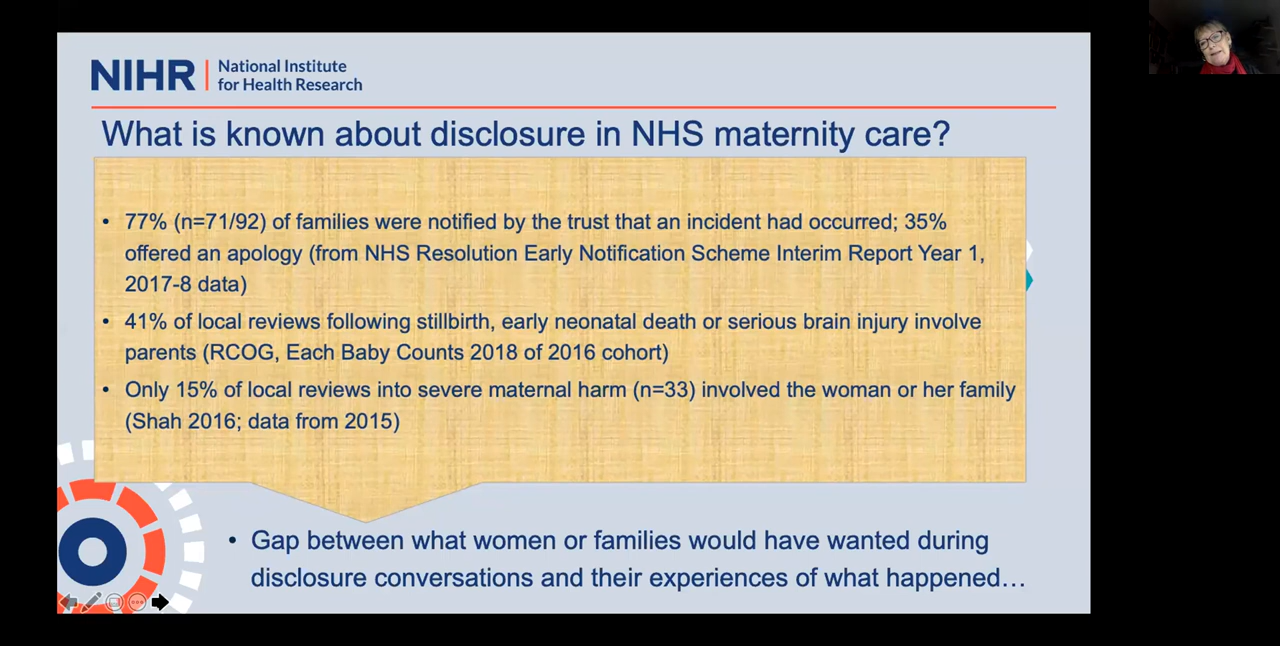 NIHR | National Institute
for Health Research
What is known about disclosure in NHS maternity care?
• 77% (n=71/92) of families were notified by the trust that an incident had occurred; 35%
offered an apology (from NHS Resolution Early Notification Scheme Interim Report Year 1,
2017-8 data)
• 41% of local reviews following stillbirth, early neonatal death or serious brain injury involve
parents (RCOG, Each Baby Counts 2018 of 2016 cohort)
• Only 15% of local reviews into severe maternal harm (n=33) involved the woman or her family
(Shah 2016; data from 2015)
• Gap between what women or families would have wanted during
disclosure conversations and their experiences of what happened…